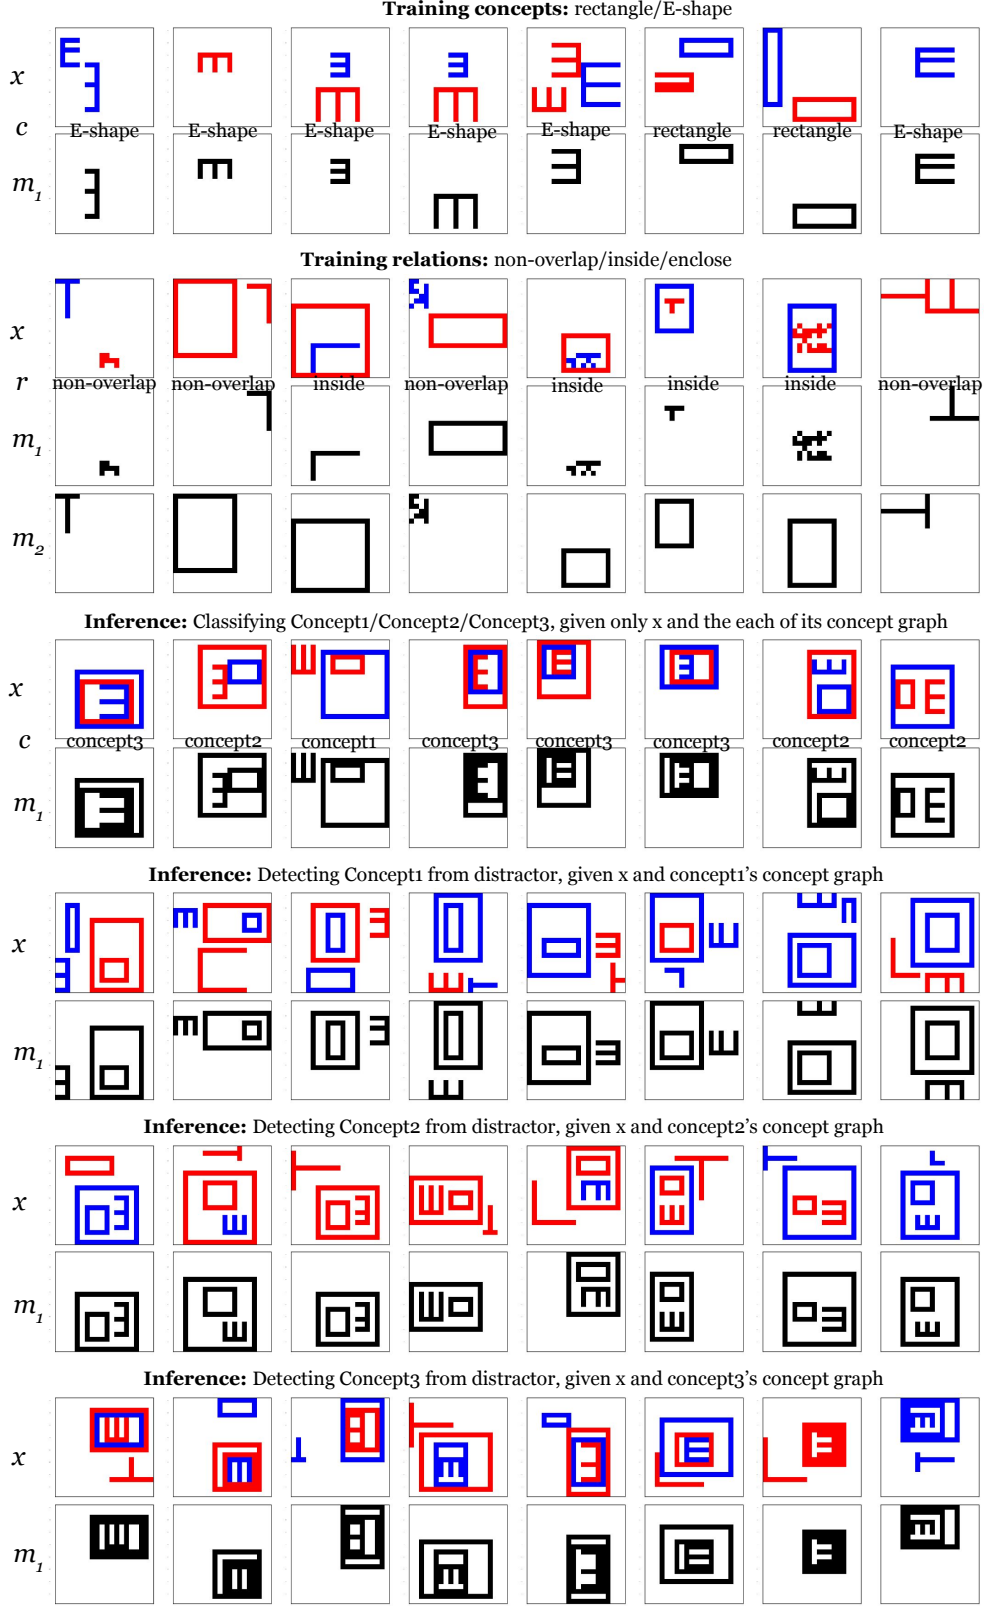 Training concepts: rectangle/E-shape
x
c
E-shape E-shape E-shape E-shape E-shape rectangle rectangle E-shape
m1
Training relations: non-overlap/inside/enclose
x
r
non-overlap non-overlap inside non-overlap inside inside inside non-overlap
m1
m2
Inference: Classifying Concept1/Concept2/Concept3, given only x and the each of its concept graph
x
c
concept3 concept2 concept1 concept3 concept3 concept3 concept2 concept2
m1
Inference: Detecting Concept1 from distractor, given x and concept1's concept graph
x
m1
Inference: Detecting Concept2 from distractor, given x and concept2's concept graph
x
m1
Inference: Detecting Concept3 from distractor, given x and concept3's concept graph
x
m1